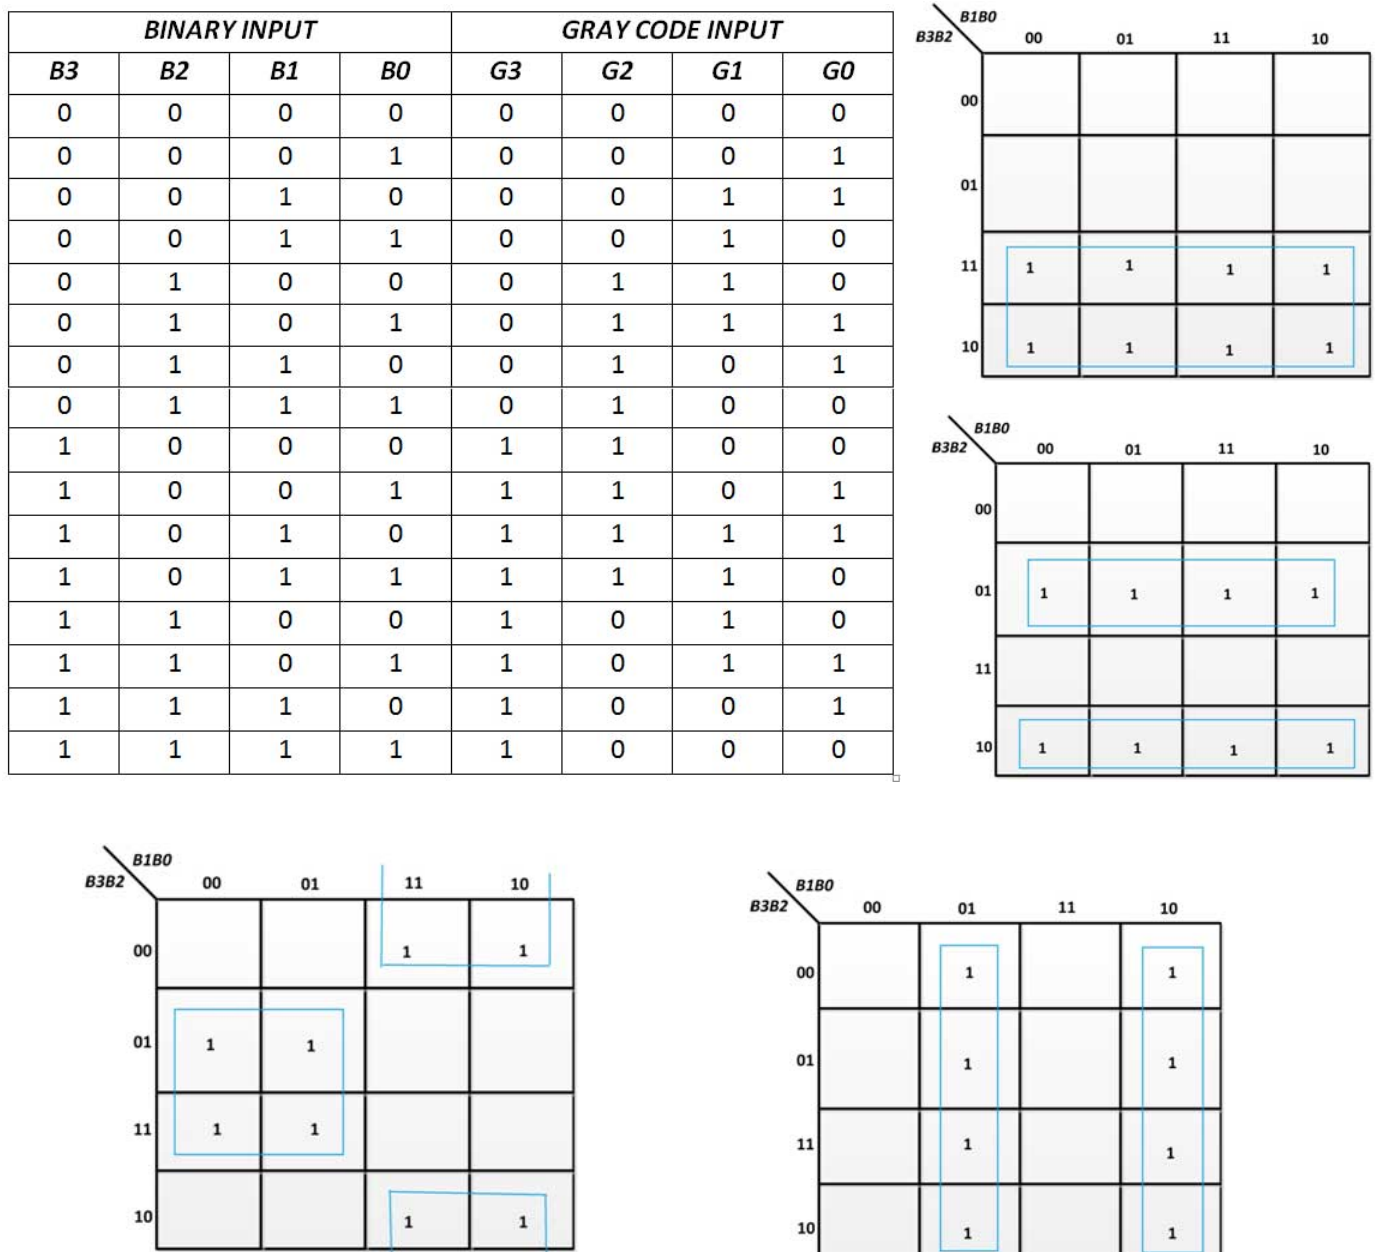 BINARY INPUT GRAY CODE INPUT
B3 B2 B1 B0 G3 G2 G1 G0
0 0 0 0 0 0 0 0
0 0 0 1 0 0 0 1
0 0 1 0 0 0 1 1
0 0 1 1 0 0 1 0
0 1 0 0 0 1 1 0
0 1 0 1 0 1 1 1
0 1 1 0 0 1 0 1
0 1 1 1 0 1 0 0
1 0 0 0 1 1 0 0
1 0 0 1 1 1 0 1
1 0 1 0 1 1 1 1
1 0 1 1 1 1 1 0
1 1 0 0 1 0 1 0
1 1 0 1 1 0 1 1
1 1 1 0 1 0 0 1
1 1 1 1 1 0 0 0
B1B0
B3B2 00 01 11 10
00
01
11 1 1 1 1
10 1 1 1 1
B1B0
B3B2 00 01 11 10
00
01 1 1 1 1
11
10 1 1 1 1
B1B0
B3B2 00 01 11 10
00 1 1
01 1 1
11 1 1
10 1 1
B1B0
B3B2 00 01 11 10
00 1 1
01 1 1
11 1 1
10 1 1